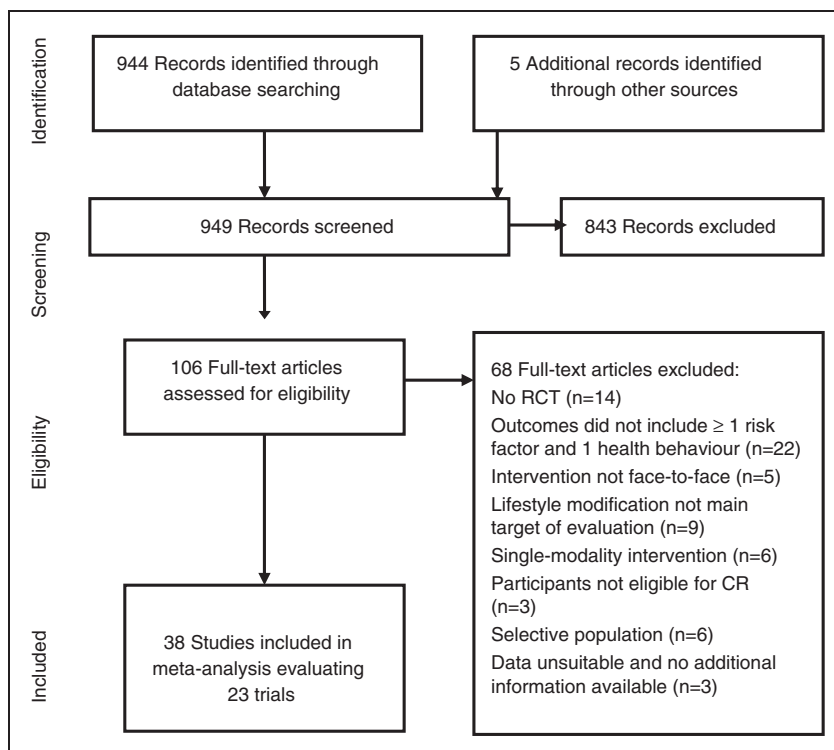 Identification
944 Records identified through
database searching
5 Additional records identified
through other sources
Screening
949 Records screened
843 Records excluded
Eligibility
106 Full-text articles
assessed for eligibility
68 Full-text articles excluded:
No RCT (n=14)
Outcomes did not include ≥ 1 risk
factor and 1 health behaviour (n=22)
Intervention not face-to-face (n=5)
Lifestyle modification not main
target of evaluation (n=9)
Single-modality intervention (n=6)
Participants not eligible for CR
(n=3)
Selective population (n=6)
Data unsuitable and no additional
information available (n=3)
Included
38 Studies included in
meta-analysis evaluating
23 trials